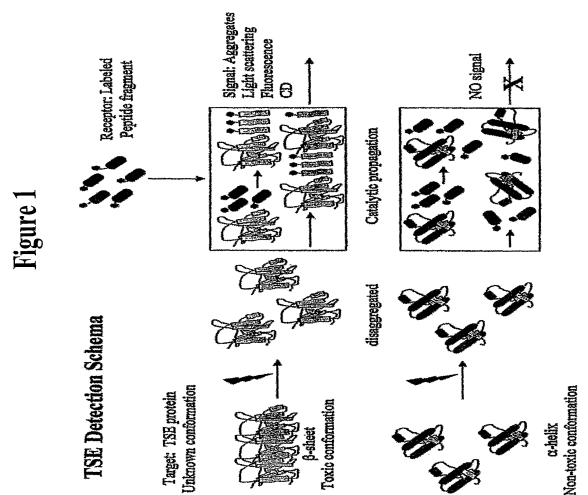 Figure 1
TSE Detection Schema
Receptor: Labeled
Peptide fragment
Target: TSE protein
Unknown conformation
Signal: Aggregates
Light scattering
Fluorescence
CD
β-sheet
Toxic conformation
disaggregated
Catalytic propagation
NO signal
X
α-helix
Non-toxic conformation